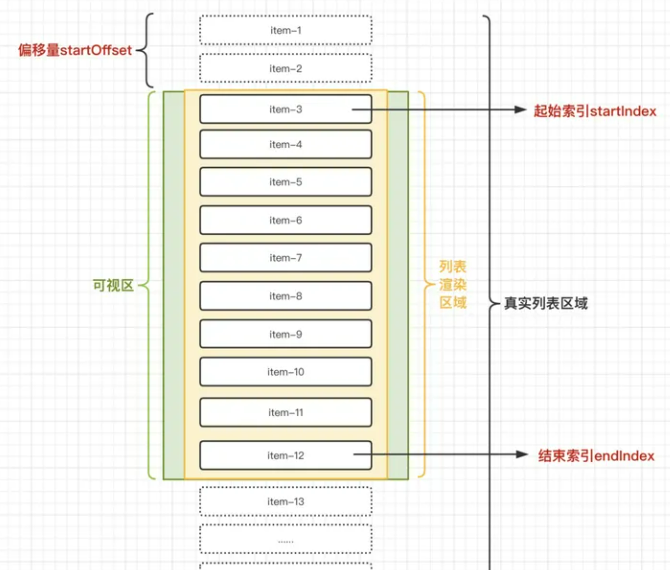 item-1
偏移量startOffset
item-2
item-3
起始索引startIndex
item-4
item-5
item-6
item-7
列表
渲染
区域
可视区
item-8
真实列表区域
item-9
item-10
item-11
item-12
结束索引endIndex
item-13
......